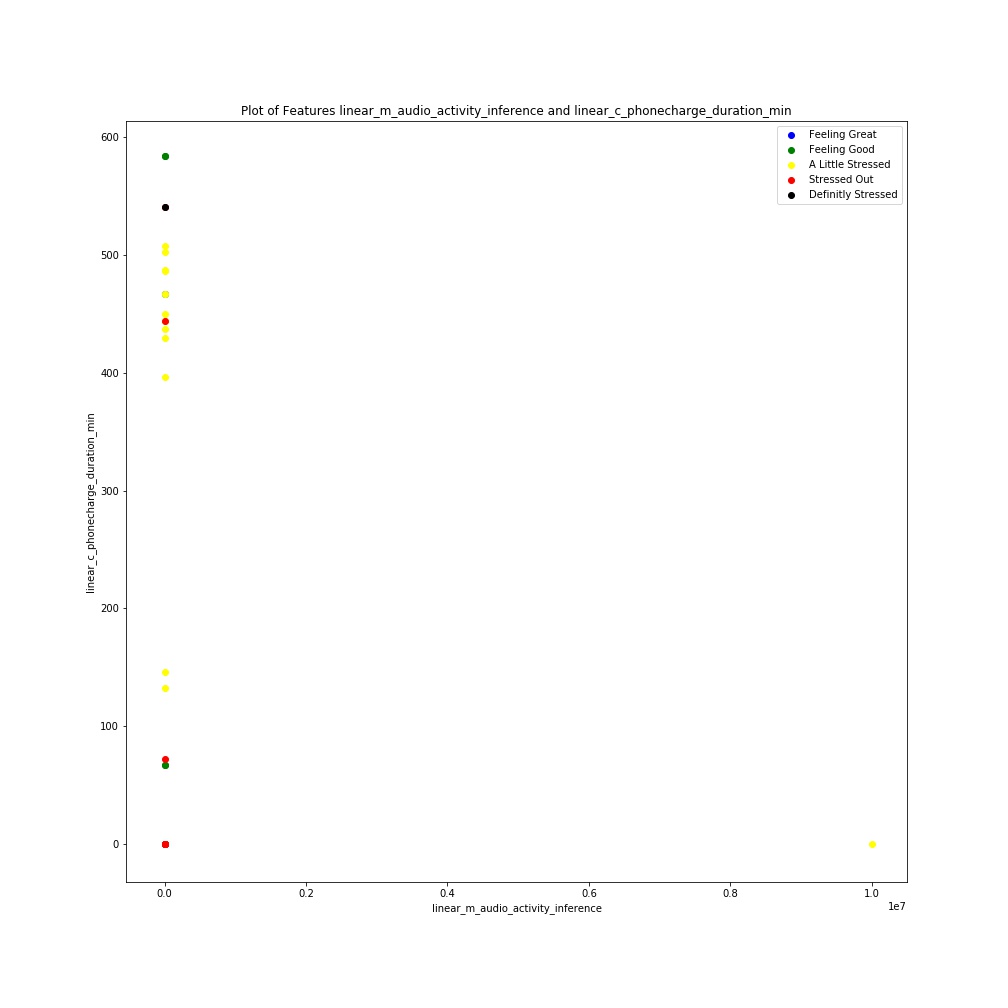 Plot of Features linear_m_audio_activity_inference and linear_c_phonecharge_duration_min
Feeling Great
Feeling Good
A Little Stressed
Stressed Out
Definitly Stressed
linear_c_phonecharge_duration_min
600
500
400
300
200
100
0
0.0 0.2 0.4 0.6 0.8 1.0
1e7
linear_m_audio_activity_inference